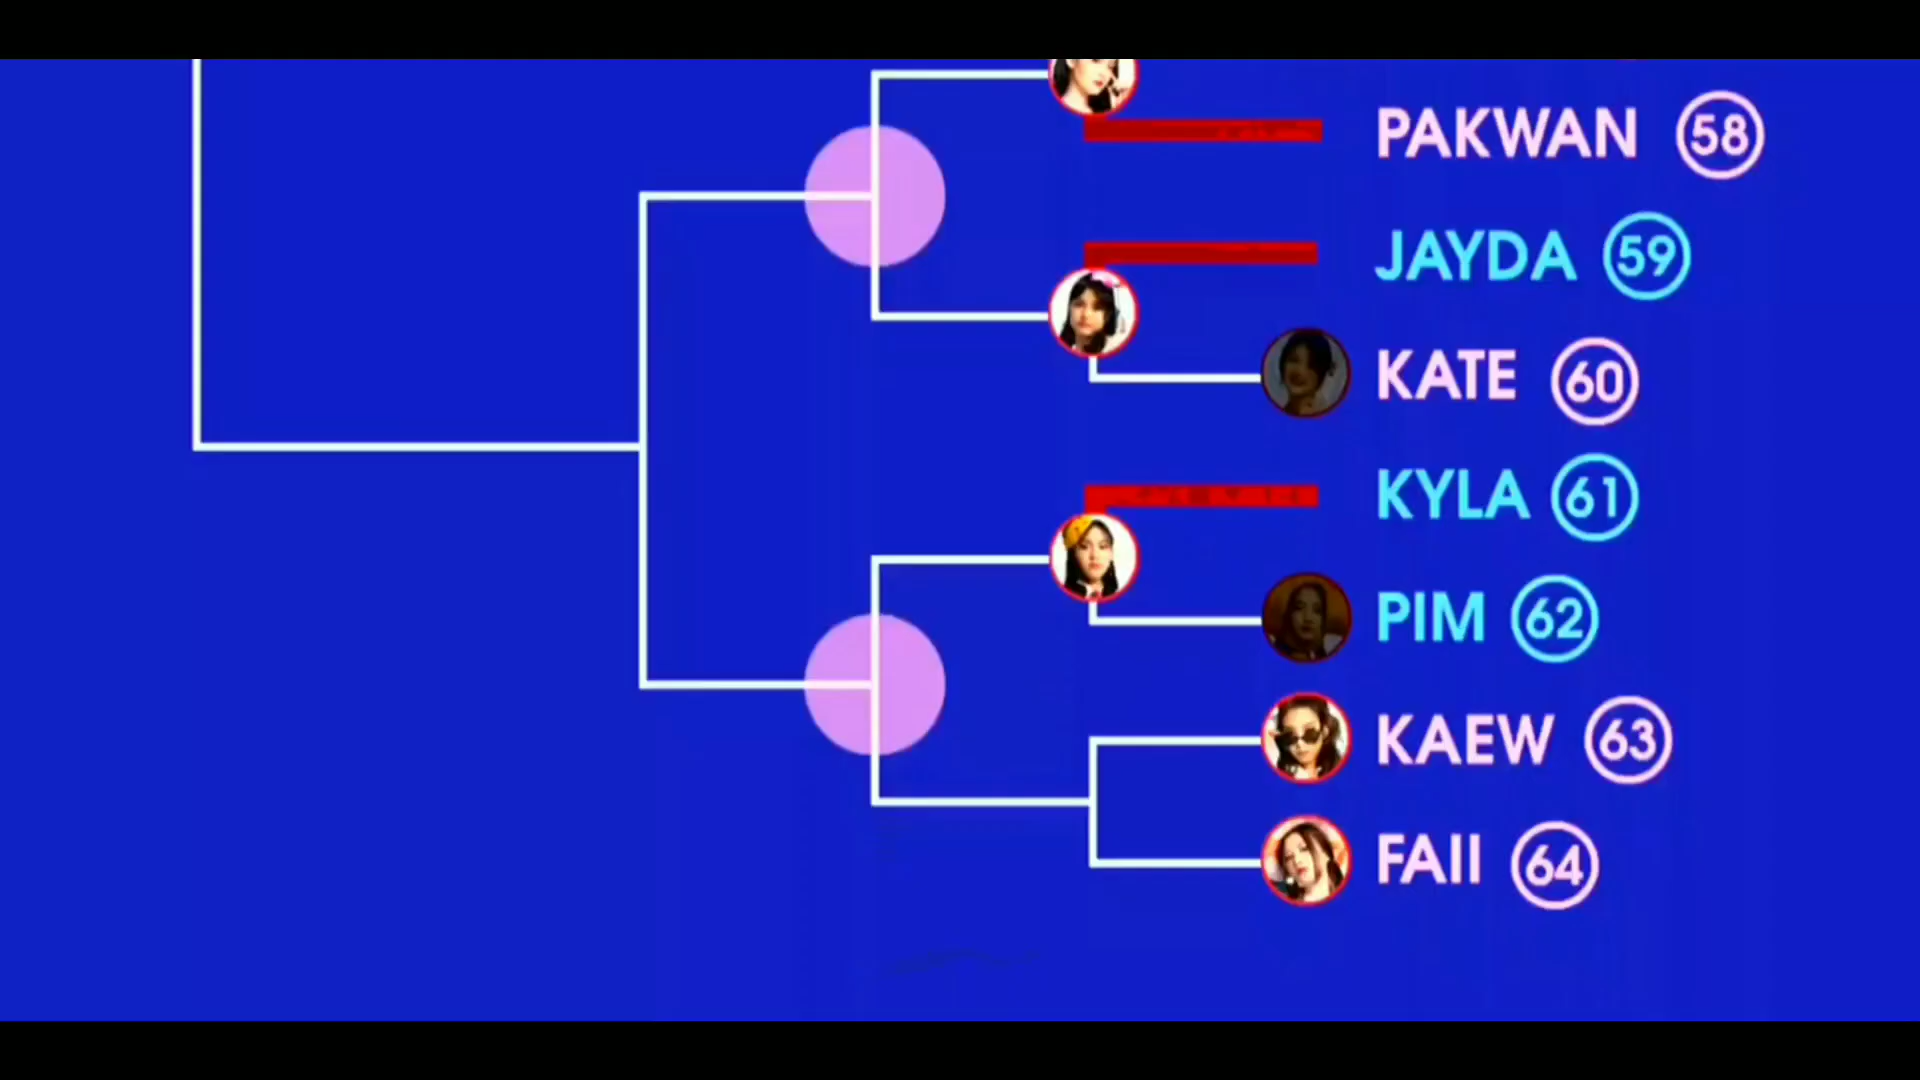 PAKWAN 58
JAYDA 59
KATE 60
KYLA 61
PIM 62
KAEW 63
FAII 64